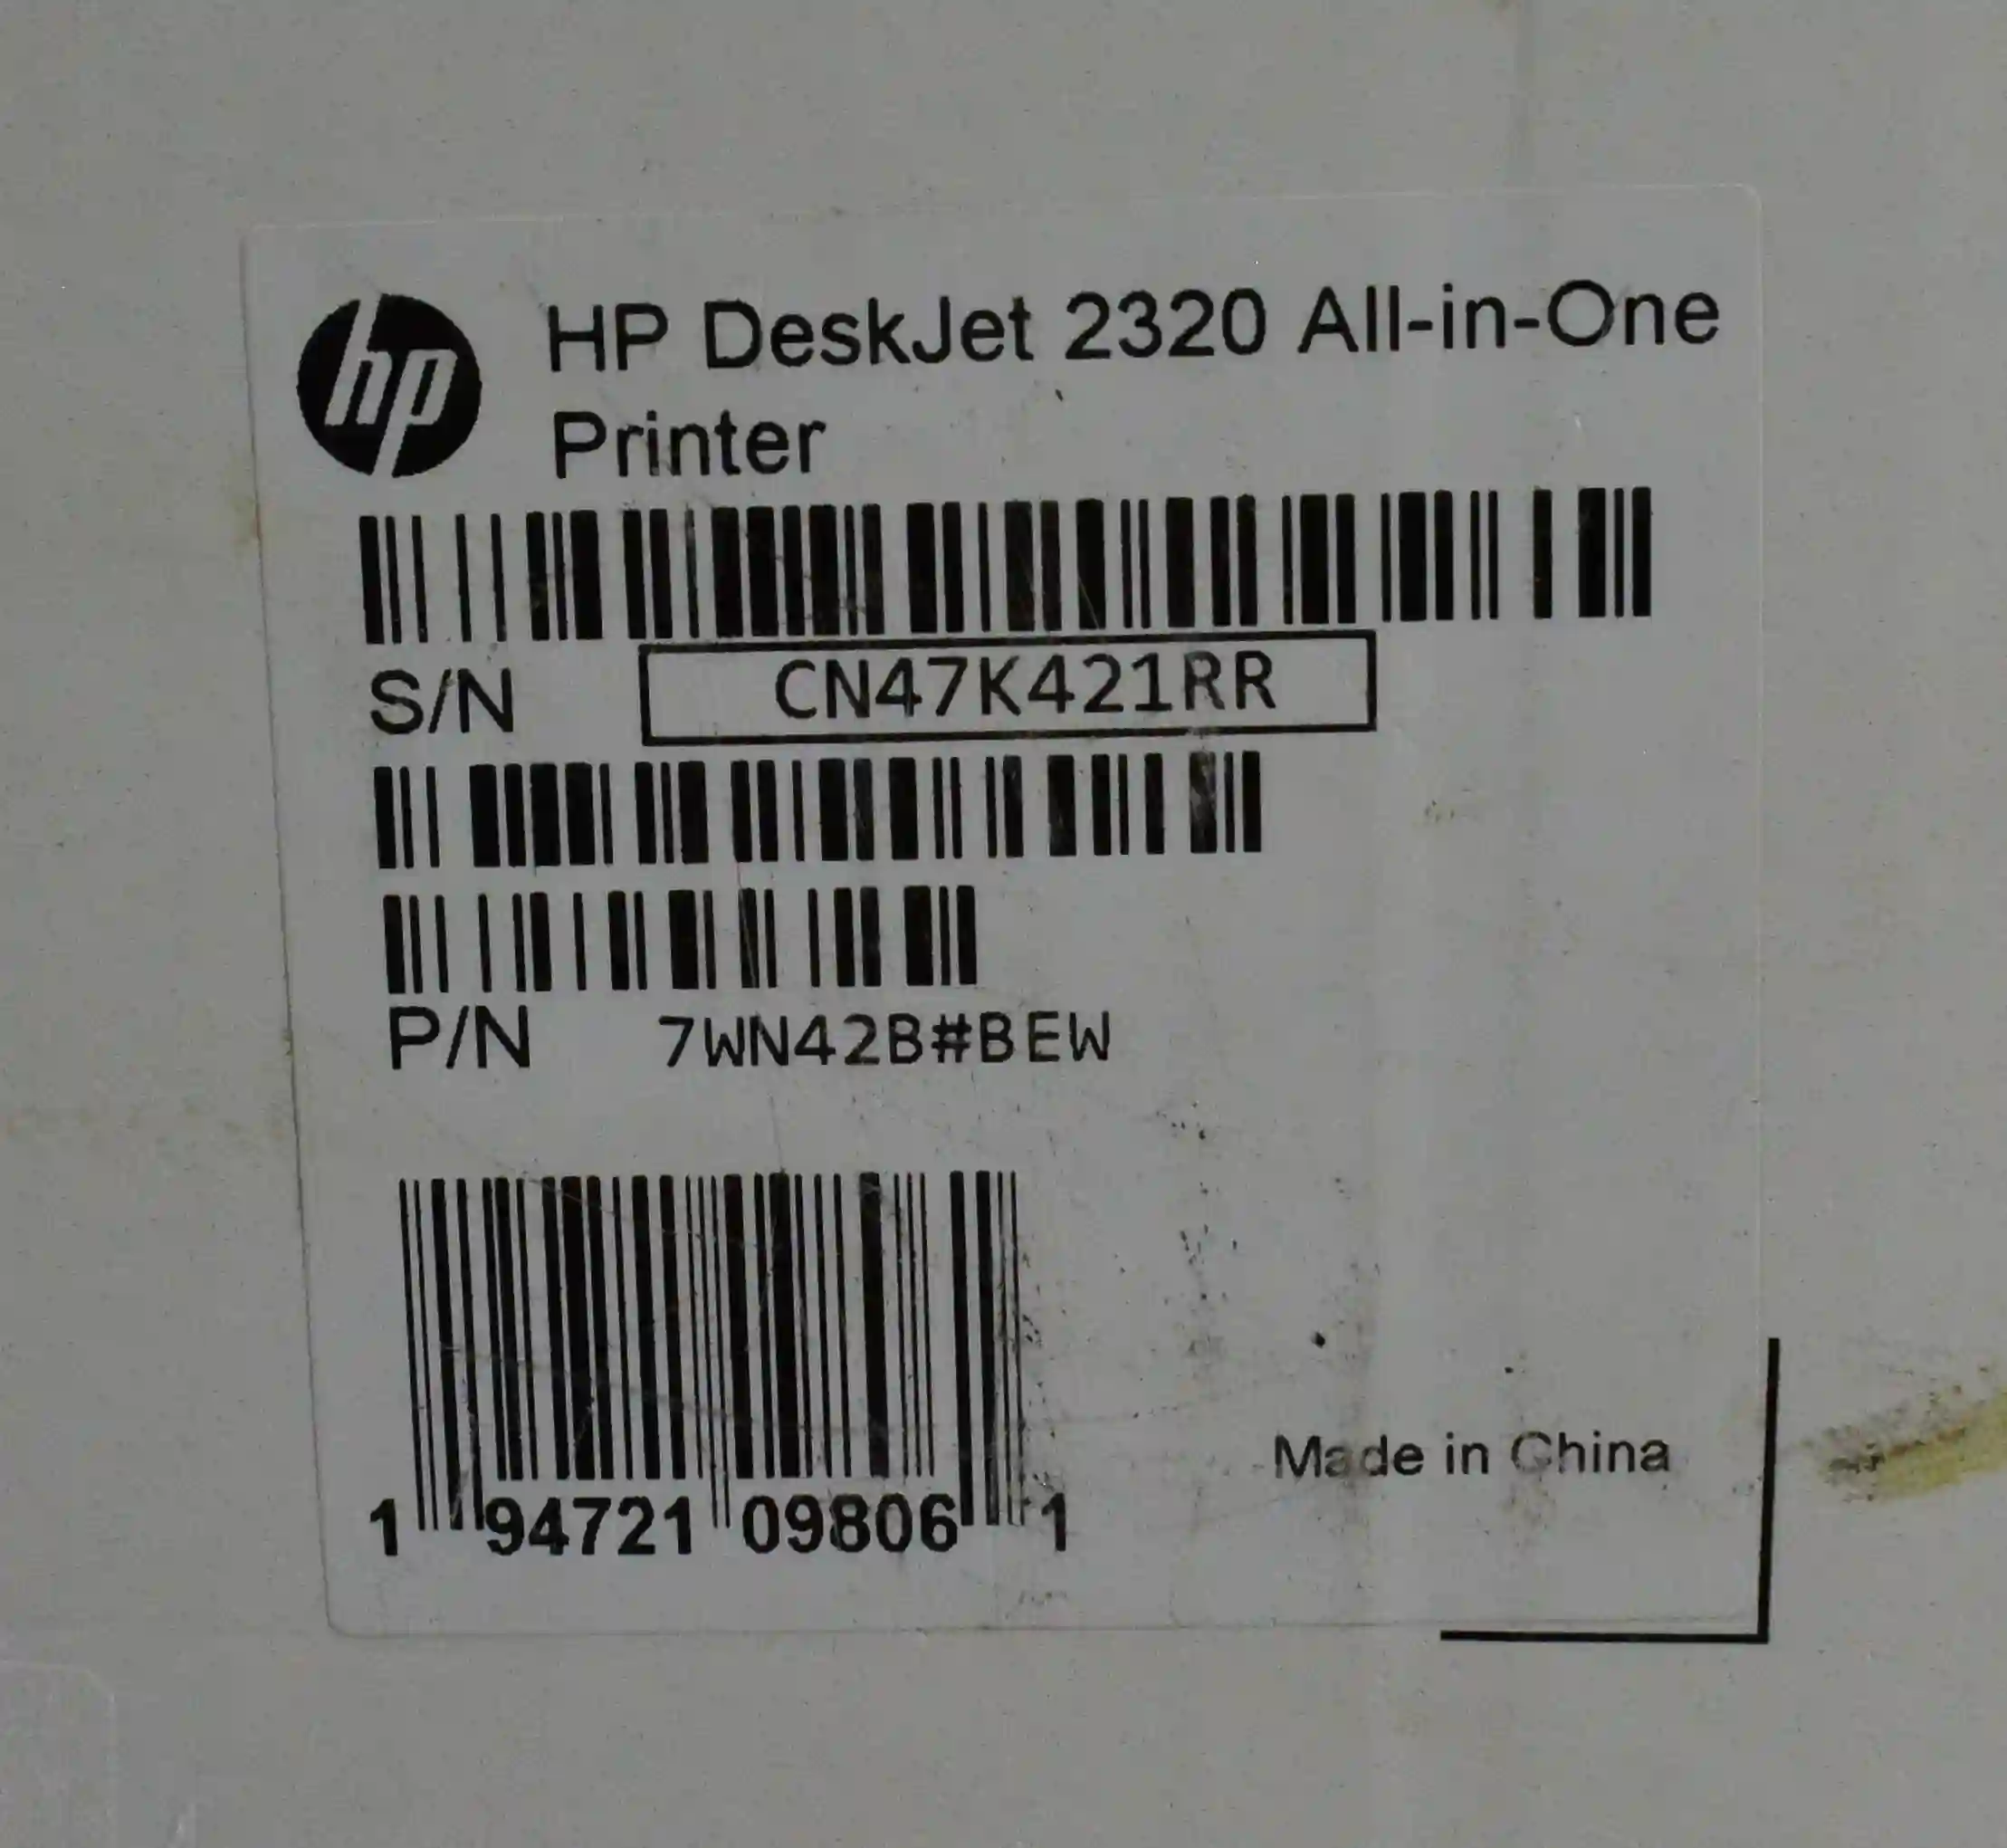 hp HP DeskJet 2320 All-in-One
Printer
S/N CN47K421RR
P/N 7WN42B#BEW
1 94721 09806 1
Made in China